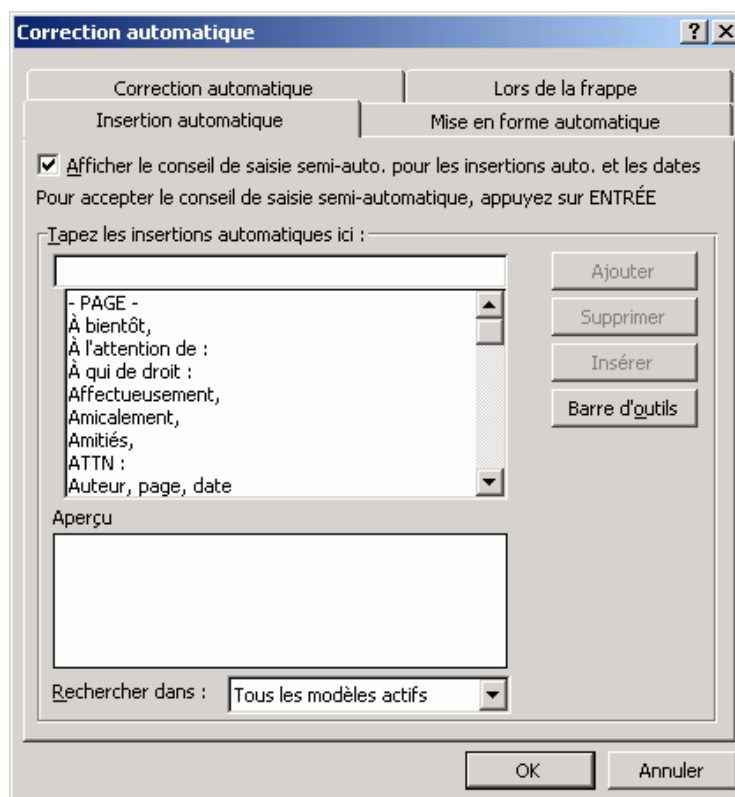 Correction automatique
Correction automatique
Lors de la frappe
Insertion automatique
Mise en forme automatique
Afficher le conseil de saisie semi-auto. pour les insertions auto. et les dates
Pour accepter le conseil de saisie semi-automatique, appuyez sur ENTRÉE
Tapez les insertions automatiques ici :
Ajouter
- PAGE -
À bientôt,
À l'attention de :
À qui de droit :
Affectueusement,
Amicalement,
Amitiés,
ATTN :
Auteur, page, date
Supprimer
Insérer
Barre d'outils
Aperçu
Rechercher dans :
Tous les modèles actifs
OK
Annuler